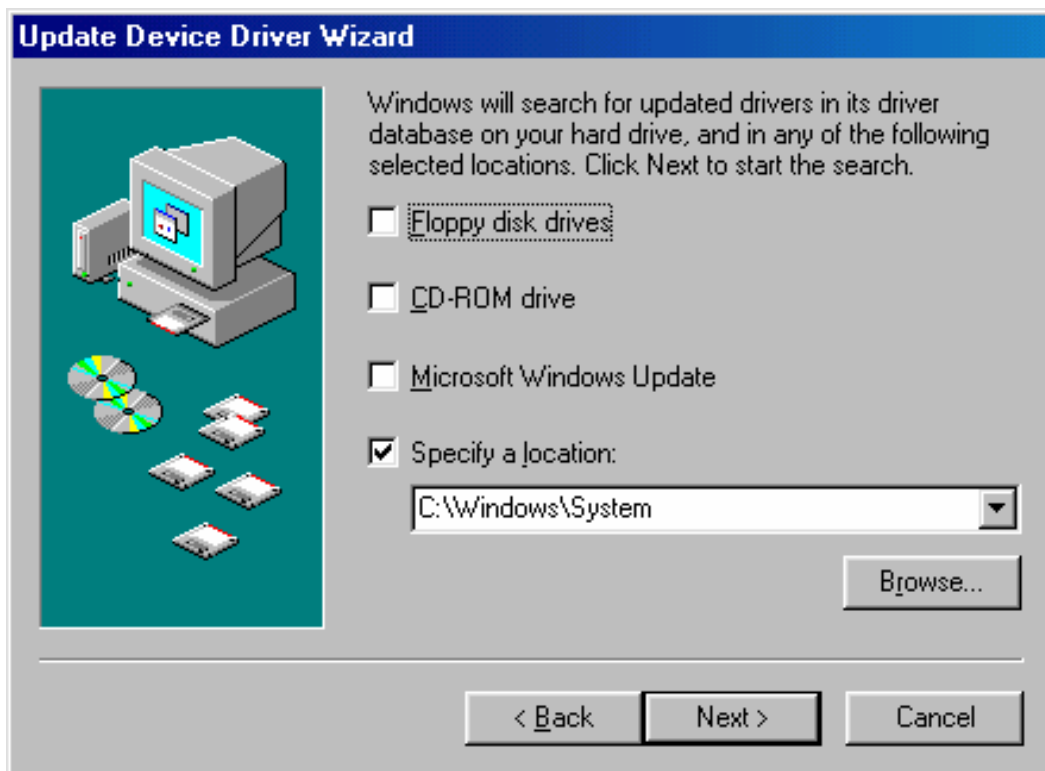 Update Device Driver Wizard
Windows will search for updated drivers in its driver
database on your hard drive, and in any of the following
selected locations. Click Next to start the search.
Floppy disk drives
CD-ROM drive
Microsoft Windows Update
Specify a location:
C:\Windows\System
Browse...
< Back
Next >
Cancel